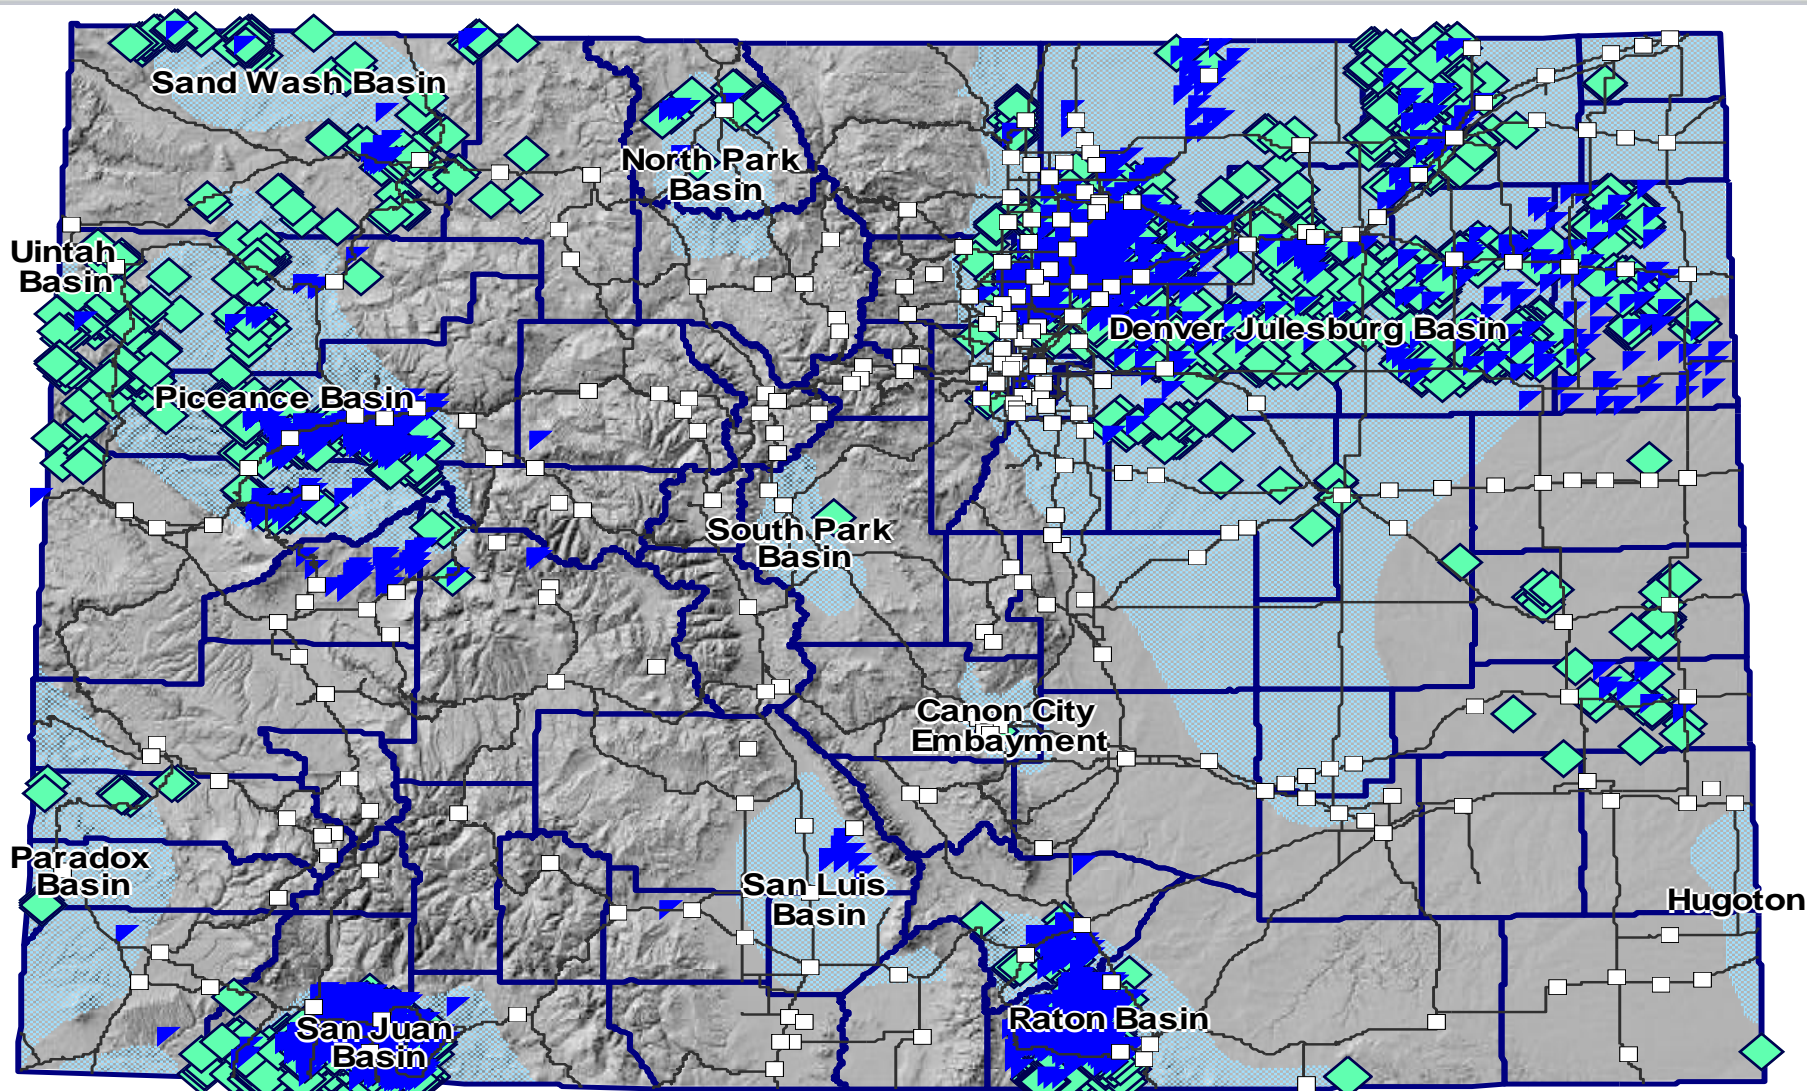 Sand Wash Basin
North Park
Basin
Uintah
Basin
Denver Julesburg Basin
Piceance Basin
South Park
Basin
Canon City
Embayment
Paradox
Basin
San Luis
Basin
Hugoton
San Juan
Basin
Raton Basin